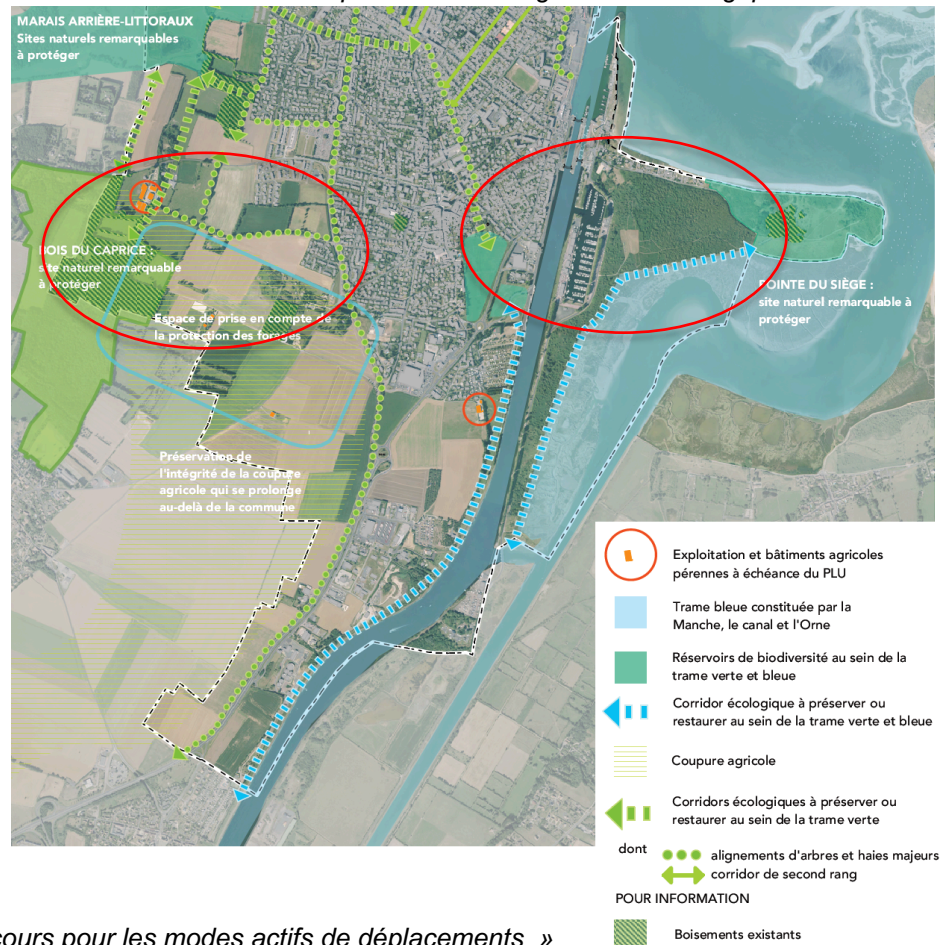 MARAIS ARRIÈRE-LITTORAUX
Sites naturels remarquables
à protéger
BOIS DU CAPRICE :
site naturel remarquable
à protéger
Espace de prise en compte de
la protection des forages
POINTE DU SIÈGE :
site naturel remarquable à
protéger
Préservation de
l'intégrité de la coupure
agricole qui se prolonge
au-delà de la commune
Exploitation et bâtiments agricoles
pérennes à échéance du PLU
Trame bleue constituée par la
Manche, le canal et l'Orne
Réservoirs de biodiversité au sein de la
trame verte et bleue
Corridor écologique à préserver ou
restaurer au sein de la trame verte et bleue
Coupure agricole
Corridors écologiques à préserver ou
restaurer au sein de la trame verte
dont
alignements d'arbres et haies majeurs
corridor de second rang
POUR INFORMATION
Boisements existants
cours pour les modes actifs de déplacements »